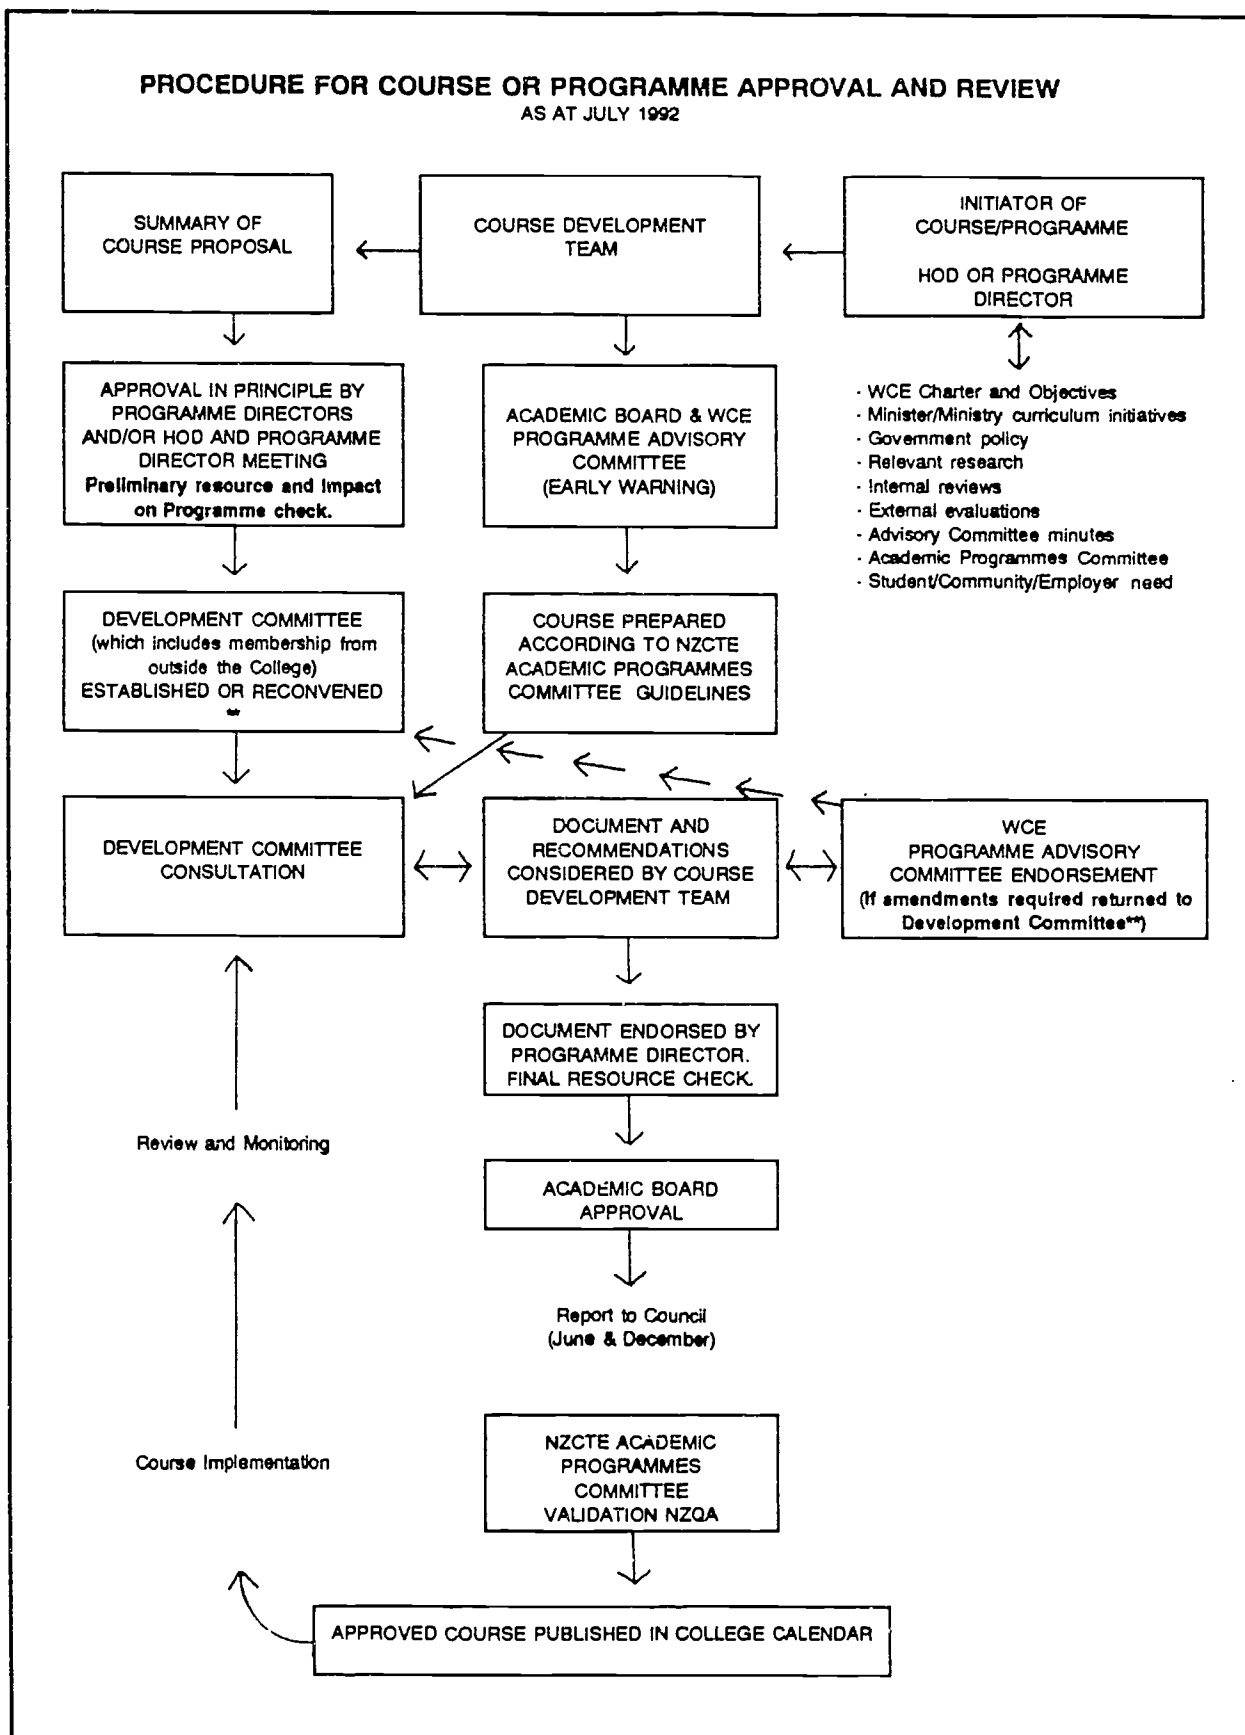 PROCEDURE FOR COURSE OR PROGRAMME APPROVAL AND REVIEW
AS AT JULY 1992
SUMMARY OF
COURSE PROPOSAL
COURSE DEVELOPMENT
TEAM
INITIATOR OF
COURSE/PROGRAMME
HOD OR PROGRAMME
DIRECTOR
APPROVAL IN PRINCIPLE BY
PROGRAMME DIRECTORS
AND/OR HOD AND PROGRAMME
DIRECTOR MEETING
Preliminary resource and Impact
on Programme check.
ACADEMIC BOARD & WCE
PROGRAMME ADVISORY
COMMITTEE
(EARLY WARNING)
- WCE Charter and Objectives
- Minister/Ministry curriculum initiatives
- Government policy
- Relevant research
- Internal reviews
- External evaluations
- Advisory Committee minutes
- Academic Programmes Committee
- Student/Community/Employer need
DEVELOPMENT COMMITTEE
(which includes membership from
outside the College)
ESTABLISHED OR RECONVENED
**
COURSE PREPARED
ACCORDING TO NZCTE
ACADEMIC PROGRAMMES
COMMITTEE GUIDELINES
DEVELOPMENT COMMITTEE
CONSULTATION
DOCUMENT AND
RECOMMENDATIONS
CONSIDERED BY COURSE
DEVELOPMENT TEAM
WCE
PROGRAMME ADVISORY
COMMITTEE ENDORSEMENT
(If amendments required returned to
Development Committee**)
DOCUMENT ENDORSED BY
PROGRAMME DIRECTOR.
FINAL RESOURCE CHECK.
Review and Monitoring
ACADEMIC BOARD
APPROVAL
Report to Council
(June & December)
Course Implementation
NZCTE ACADEMIC
PROGRAMMES
COMMITTEE
VALIDATION NZQA
APPROVED COURSE PUBLISHED IN COLLEGE CALENDAR